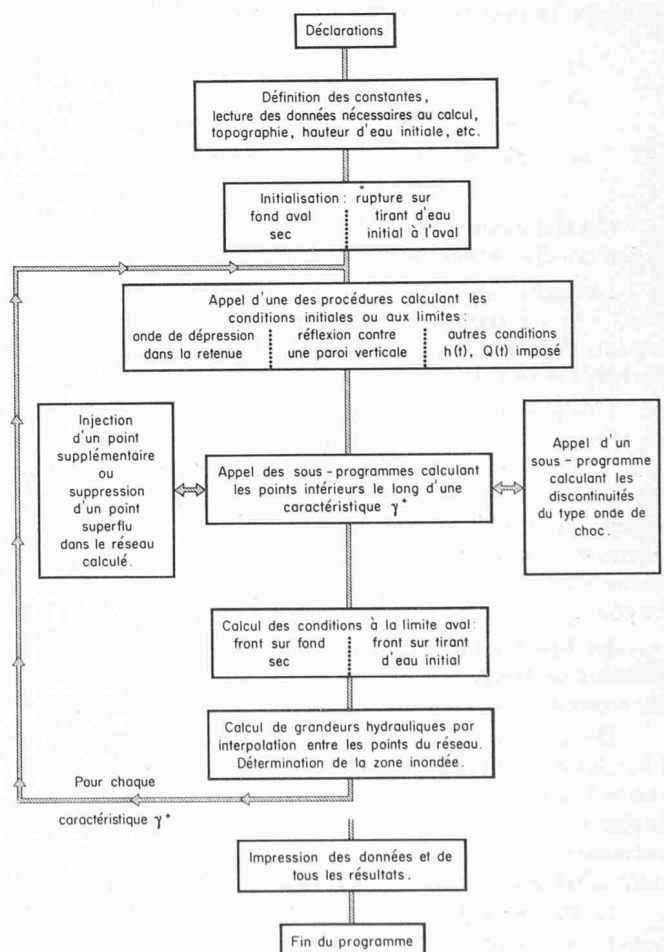 Déclarations
Définition des constantes,
lecture des données nécessaires au calcul,
topographie, hauteur d'eau initiale, etc.
Initialisation : rupture sur
fond aval
sec
tirant d'eau
initial à l'aval
Appel d'une des procédures calculant les
conditions initiales ou aux limites:
onde de dépression
dans la retenue
réflexion contre
une paroi verticale
autres conditions
h(t), Q(t) imposé
Injection
d'un point
supplémentaire
ou
suppression
d'un point
superflu
dans le réseau
calculé.
Appel des sous-programmes calculant
les points intérieurs le long d'une
caractéristique γ⁺
Appel d'un
sous-programme
calculant les
discontinuités
du type onde de
choc.
Calcul des conditions à la limite aval:
front sur fond
sec
front sur tirant
d'eau initial
Calcul de grandeurs hydrauliques par
interpolation entre les points du réseau.
Détermination de la zone inondée.
Pour chaque
caractéristique γ⁺
Impression des données et de
tous les résultats.
Fin du programme